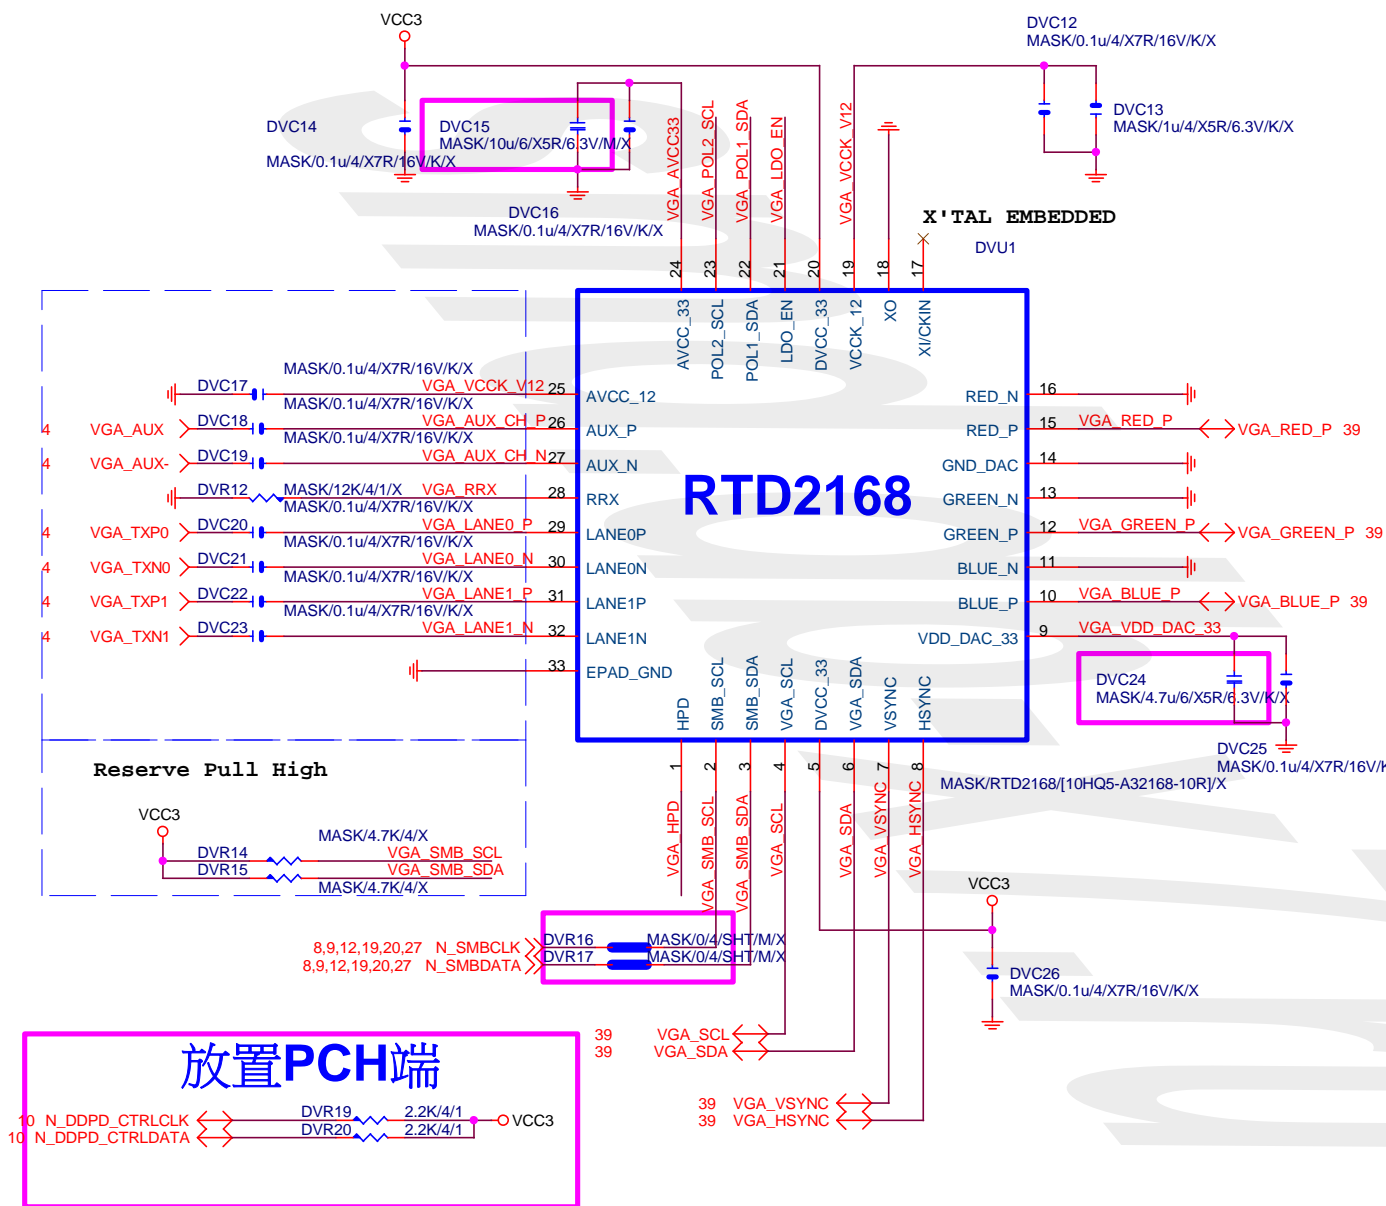 VCC3
DVC12
MASK/0.1u/4/X7R/16V/K/X
DVC14
MASK/0.1u/4/X7R/16V/K/X
DVC15
MASK/10u/6/X5R/6.3V/M/X
DVC13
MASK/1u/4/X5R/6.3V/K/X
DVC16
MASK/0.1u/4/X7R/16V/K/X
VGA_AVCC33
VGA_POL2_SCL
VGA_POL1_SDA
VGA_LDO_EN
VGA_VCCK_V12
X'TAL EMBEDDED
DVU1
24
23
22
21
20
19
18
17
AVCC_33
POL2_SCL
POL1_SDA
LDO_EN
DVCC_33
VCCK_12
XO
XI/CKIN
MASK/0.1u/4/X7R/16V/K/X
DVC17
VGA_VCCK_V12
25
AVCC_12
RED_N
16
MASK/0.1u/4/X7R/16V/K/X
4
VGA_AUX
DVC18
VGA_AUX_CH_P
26
AUX_P
RED_P
15
VGA_RED_P
VGA_RED_P 39
MASK/0.1u/4/X7R/16V/K/X
4
VGA_AUX-
DVC19
VGA_AUX_CH_N
27
AUX_N
GND_DAC
14
DVR12
MASK/12K/4/1/X
VGA_RRX
28
RRX
RTD2168
GREEN_N
13
MASK/0.1u/4/X7R/16V/K/X
4
VGA_TXP0
DVC20
VGA_LANE0_P
29
LANE0P
GREEN_P
12
VGA_GREEN_P
VGA_GREEN_P 39
MASK/0.1u/4/X7R/16V/K/X
4
VGA_TXN0
DVC21
VGA_LANE0_N
30
LANE0N
BLUE_N
11
MASK/0.1u/4/X7R/16V/K/X
4
VGA_TXP1
DVC22
VGA_LANE1_P
31
LANE1P
BLUE_P
10
VGA_BLUE_P
VGA_BLUE_P 39
MASK/0.1u/4/X7R/16V/K/X
4
VGA_TXN1
DVC23
VGA_LANE1_N
32
LANE1N
VDD_DAC_33
9
VGA_VDD_DAC_33
33
EPAD_GND
DVC24
MASK/4.7u/6/X5R/6.3V/K/X
HPD
SMB_SCL
SMB_SDA
VGA_SCL
DVCC_33
VGA_SDA
VSYNC
HSYNC
DVC25
MASK/0.1u/4/X7R/16V/K
1
2
3
4
5
6
7
8
MASK/RTD2168/[10HQ5-A32168-10R]/X
VGA_HPD
VGA_SMB_SCL
VGA_SMB_SDA
VGA_SCL
VGA_SDA
VGA_VSYNC
VGA_HSYNC
Reserve Pull High
VCC3
MASK/4.7K/4/X
DVR14
VGA_SMB_SCL
DVR15
VGA_SMB_SDA
MASK/4.7K/4/X
VCC3
8,9,12,19,20,27 N_SMBCLK
DVR16
MASK/0/4/SHT/M/X
8,9,12,19,20,27 N_SMBDATA
DVR17
MASK/0/4/SHT/M/X
DVC26
MASK/0.1u/4/X7R/16V/K/X
39 VGA_SCL
39 VGA_SDA
放置PCH端
39 VGA_VSYNC
39 VGA_HSYNC
10 N_DDPD_CTRLCLK
DVR19
2.2K/4/1
VCC3
10 N_DDPD_CTRLDATA
DVR20
2.2K/4/1